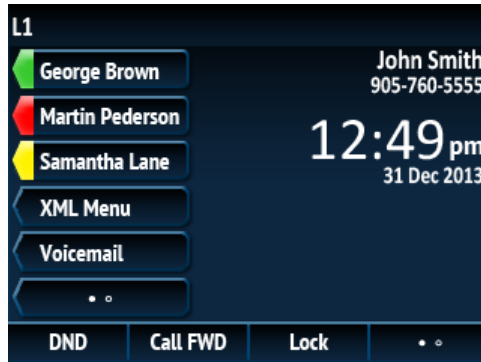 L1
George Brown
Martin Pederson
Samantha Lane
XML Menu
Voicemail
John Smith
905-760-5555
12:49 pm
31 Dec 2013
DND
Call FWD
Lock